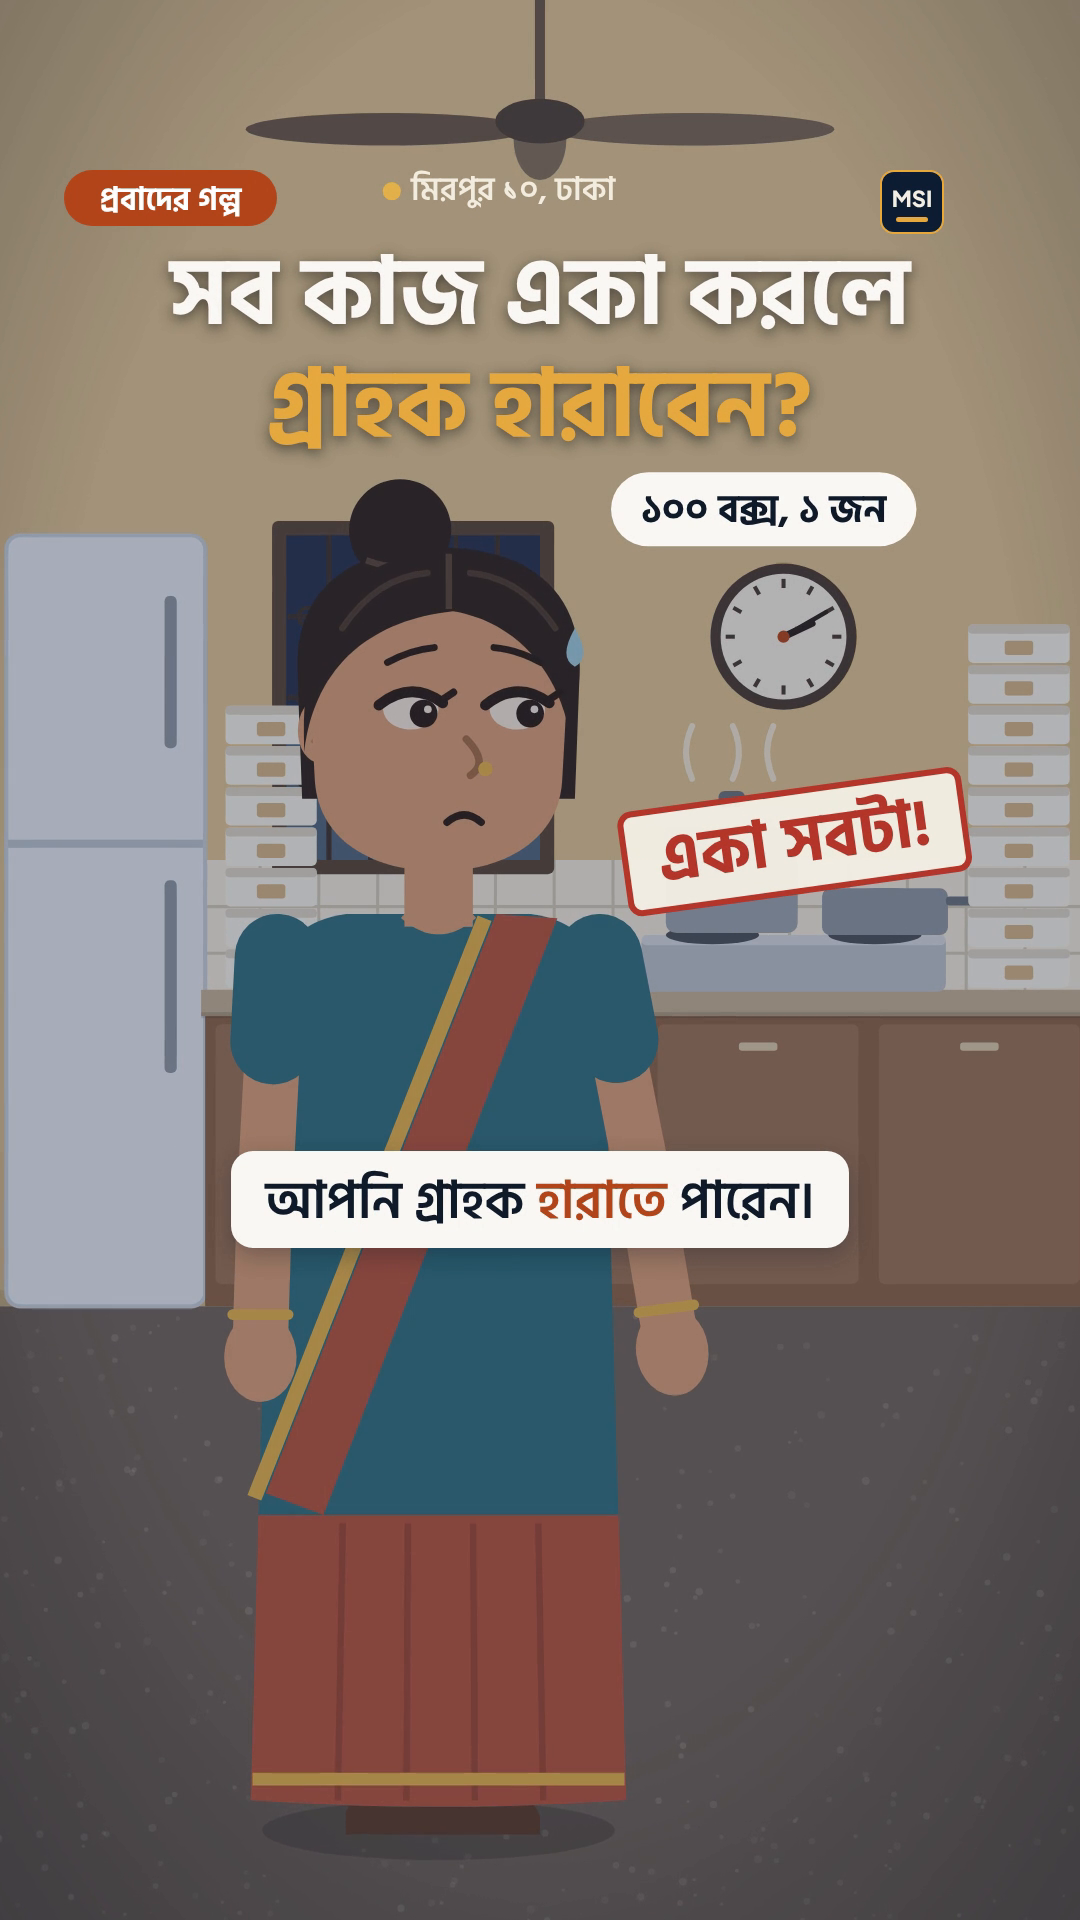 প্রবাদের গল্প
মিরপুর ১০, ঢাকা
MSI
সব কাজ একা করলে
গ্রাহক হারাবেন?
১০০ বক্স, ১ জন
একা সবটা!
আপনি গ্রাহক হারাতে পারেন।